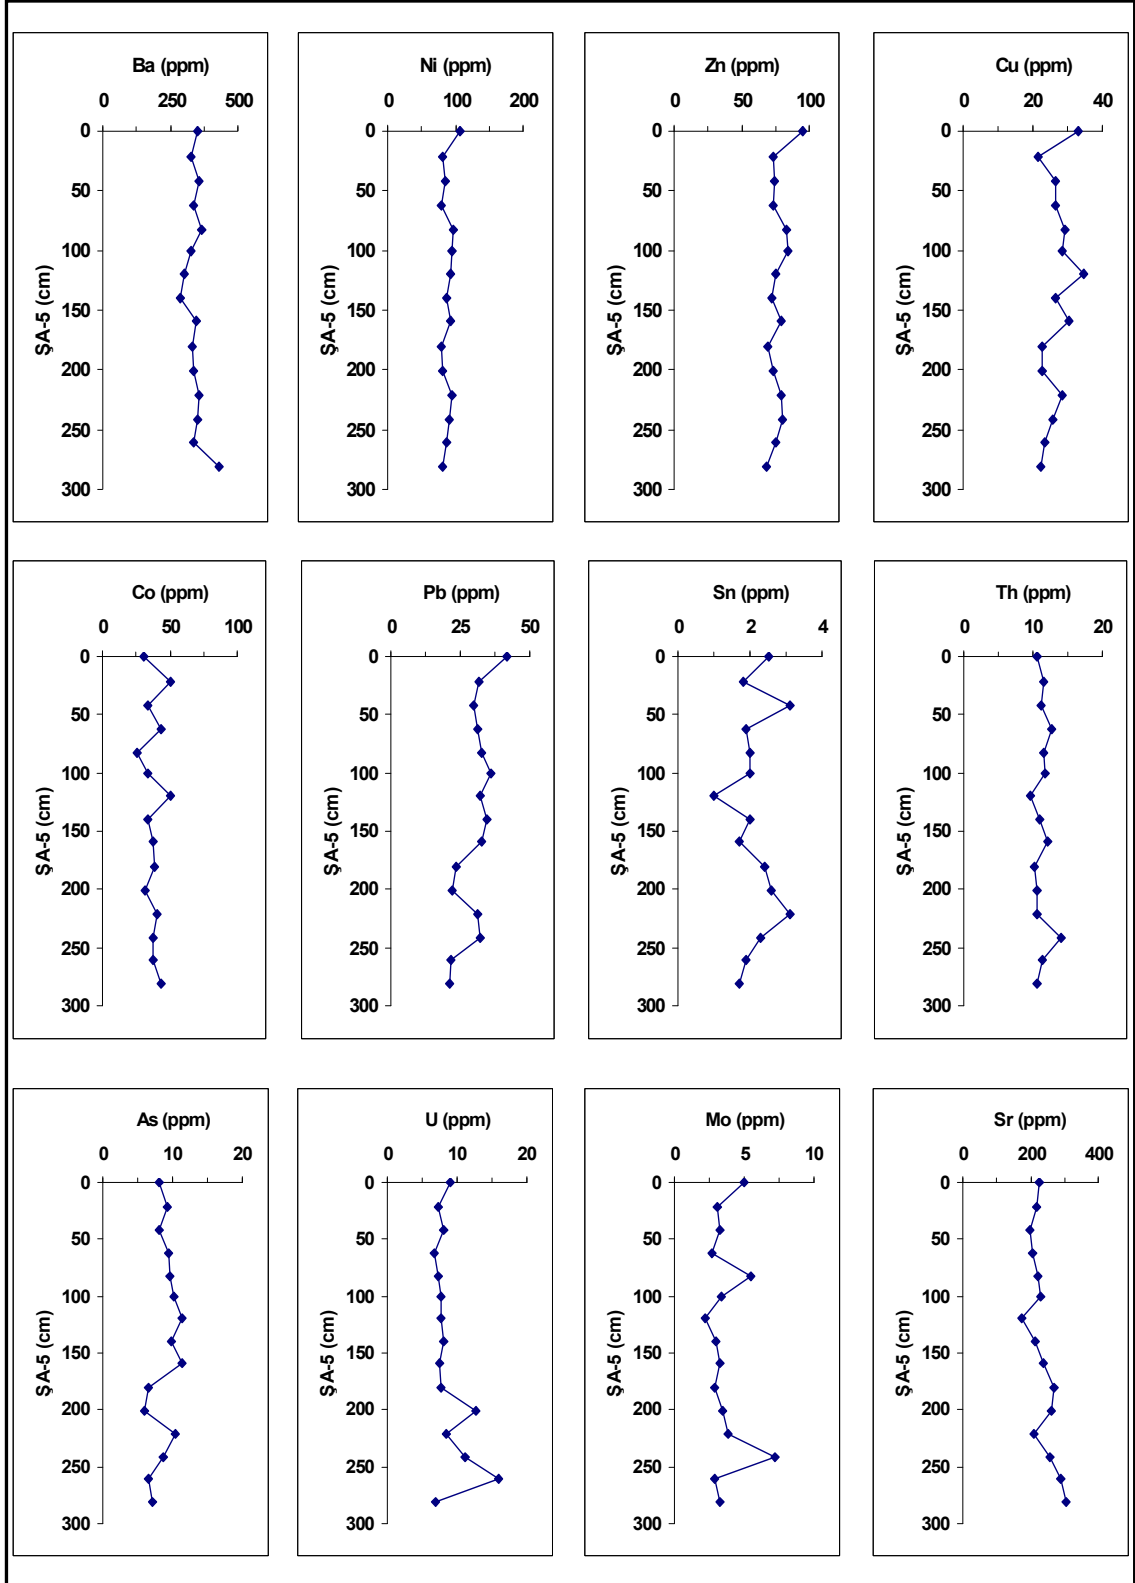 Ba (ppm)
0 250 500
0
50
100
150
200
250
300
ŞA-5 (cm)
Ni (ppm)
0 100 200
0
50
100
150
200
250
300
ŞA-5 (cm)
Zn (ppm)
0 50 100
0
50
100
150
200
250
300
ŞA-5 (cm)
Cu (ppm)
0 20 40
0
50
100
150
200
250
300
ŞA-5 (cm)
Co (ppm)
0 50 100
0
50
100
150
200
250
300
ŞA-5 (cm)
Pb (ppm)
0 25 50
0
50
100
150
200
250
300
ŞA-5 (cm)
Sn (ppm)
0 2 4
0
50
100
150
200
250
300
ŞA-5 (cm)
Th (ppm)
0 10 20
0
50
100
150
200
250
300
ŞA-5 (cm)
As (ppm)
0 10 20
0
50
100
150
200
250
300
ŞA-5 (cm)
U (ppm)
0 10 20
0
50
100
150
200
250
300
ŞA-5 (cm)
Mo (ppm)
0 5 10
0
50
100
150
200
250
300
ŞA-5 (cm)
Sr (ppm)
0 200 400
0
50
100
150
200
250
300
ŞA-5 (cm)